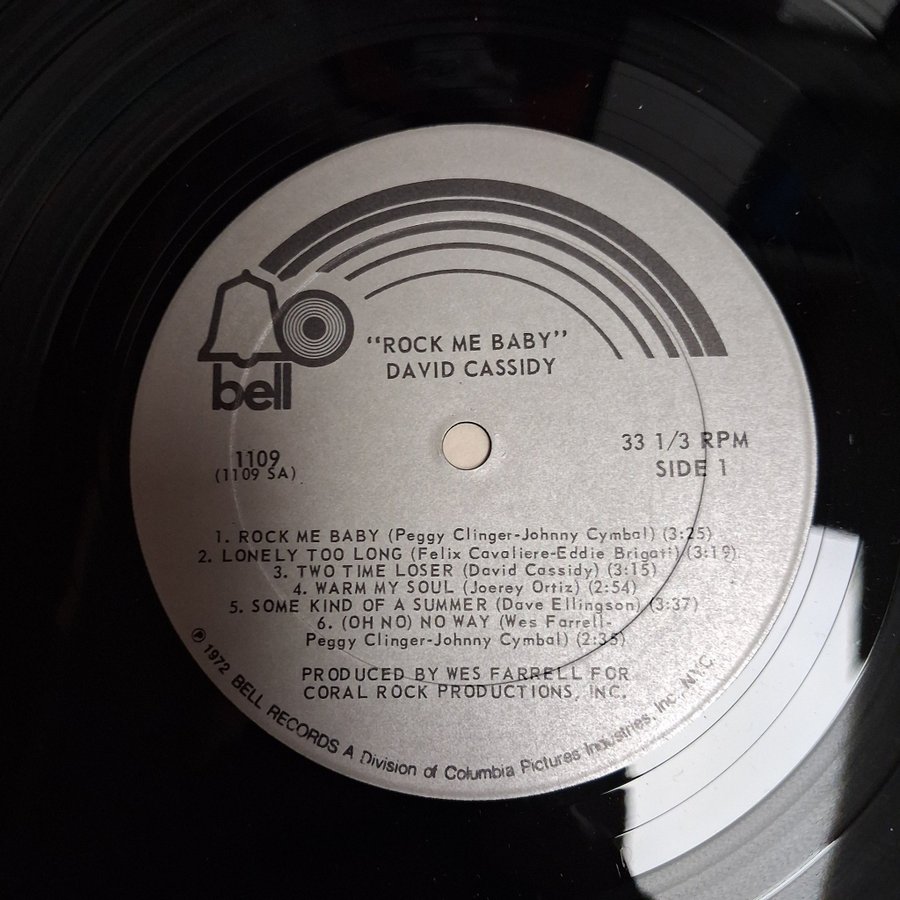 "ROCK ME BABY"
DAVID CASSIDY
bell
1109
(1109 SA)
33 1/3 RPM
SIDE 1
1. ROCK ME BABY (Peggy Clinger-Johnny Cymbal) (3:25)
2. LONELY TOO LONG (Felix Cavaliere-Eddie Brigati) (3:19)
3. TWO TIME LOSER (David Cassidy) (3:15)
4. WARM MY SOUL (Joerey Ortiz) (2:54)
5. SOME KIND OF A SUMMER (Dave Ellingson) (3:37)
6. (OH NO) NO WAY (Wes Farrell-
Peggy Clinger-Johnny Cymbal) (2:35)
PRODUCED BY WES FARRELL FOR
CORAL ROCK PRODUCTIONS, INC.
℗ 1972 BELL RECORDS A Division of Columbia Pictures Industries, Inc., N.Y.C.